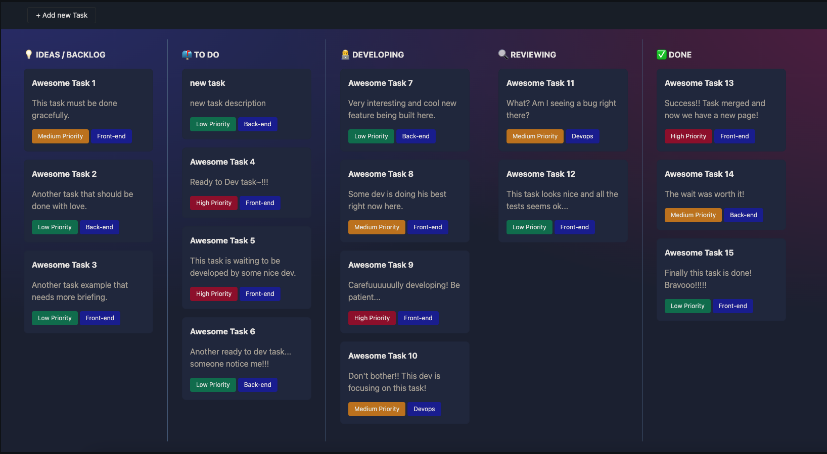 + Add new Task
💡 IDEAS / BACKLOG
Awesome Task 1
This task must be done
gracefully.
Medium Priority
Front-end
Awesome Task 2
Another task that should be
done with love.
Low Priority
Back-end
Awesome Task 3
Another task example that
needs more briefing.
Low Priority
Front-end
TO DO
new task
new task description
Low Priority
Back-end
Awesome Task 4
Ready to Dev task~!!!
High Priority
Front-end
Awesome Task 5
This task is waiting to be
developed by some nice dev.
High Priority
Front-end
Awesome Task 6
Another ready to dev task...
someone notice me!!!
Low Priority
Back-end
DEVELOPING
Awesome Task 7
Very interesting and cool new
feature being built here.
Low Priority
Back-end
Awesome Task 8
Some dev is doing his best
right now here.
Medium Priority
Front-end
Awesome Task 9
Carefuuuuuully developing! Be
patient...
High Priority
Front-end
Awesome Task 10
Don't bother!! This dev is
focusing on this task!
Medium Priority
Devops
REVIEWING
Awesome Task 11
What? Am I seeing a bug right
there?
Medium Priority
Devops
Awesome Task 12
This task looks nice and all the
tests seems ok...
Low Priority
Front-end
DONE
Awesome Task 13
Success!! Task merged and
now we have a new page!
High Priority
Front-end
Awesome Task 14
The wait was worth it!
Medium Priority
Back-end
Awesome Task 15
Finally this task is done!
Bravooo!!!!!
Low Priority
Front-end